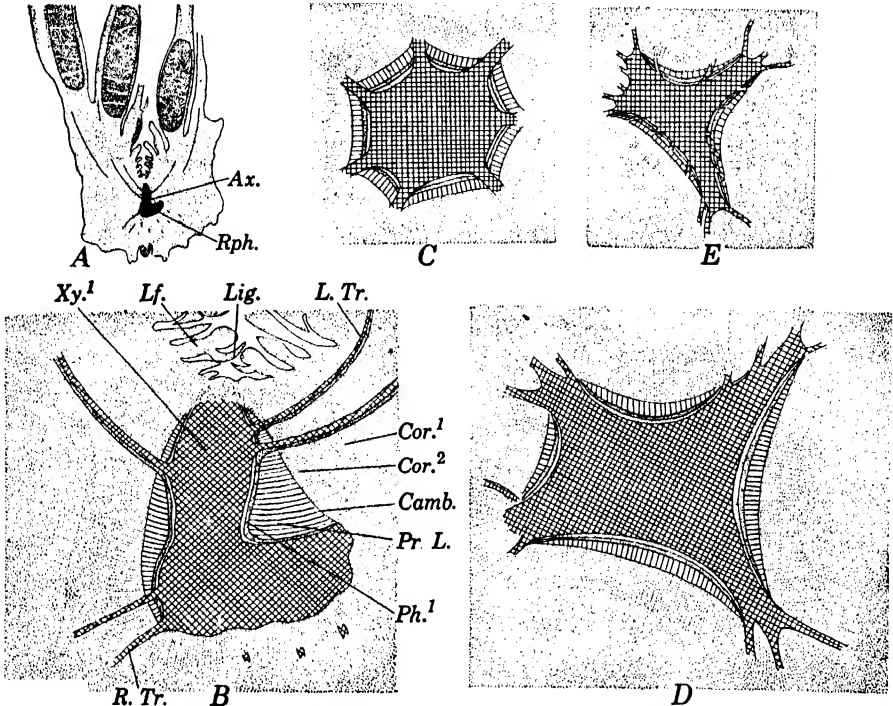 Ax.
Rph.
A
C
E
Xy.¹
Lf.
Lig.
L. Tr.
Cor.¹
Cor.²
Camb.
Pr L.
Ph.¹
R. Tr.
B
D